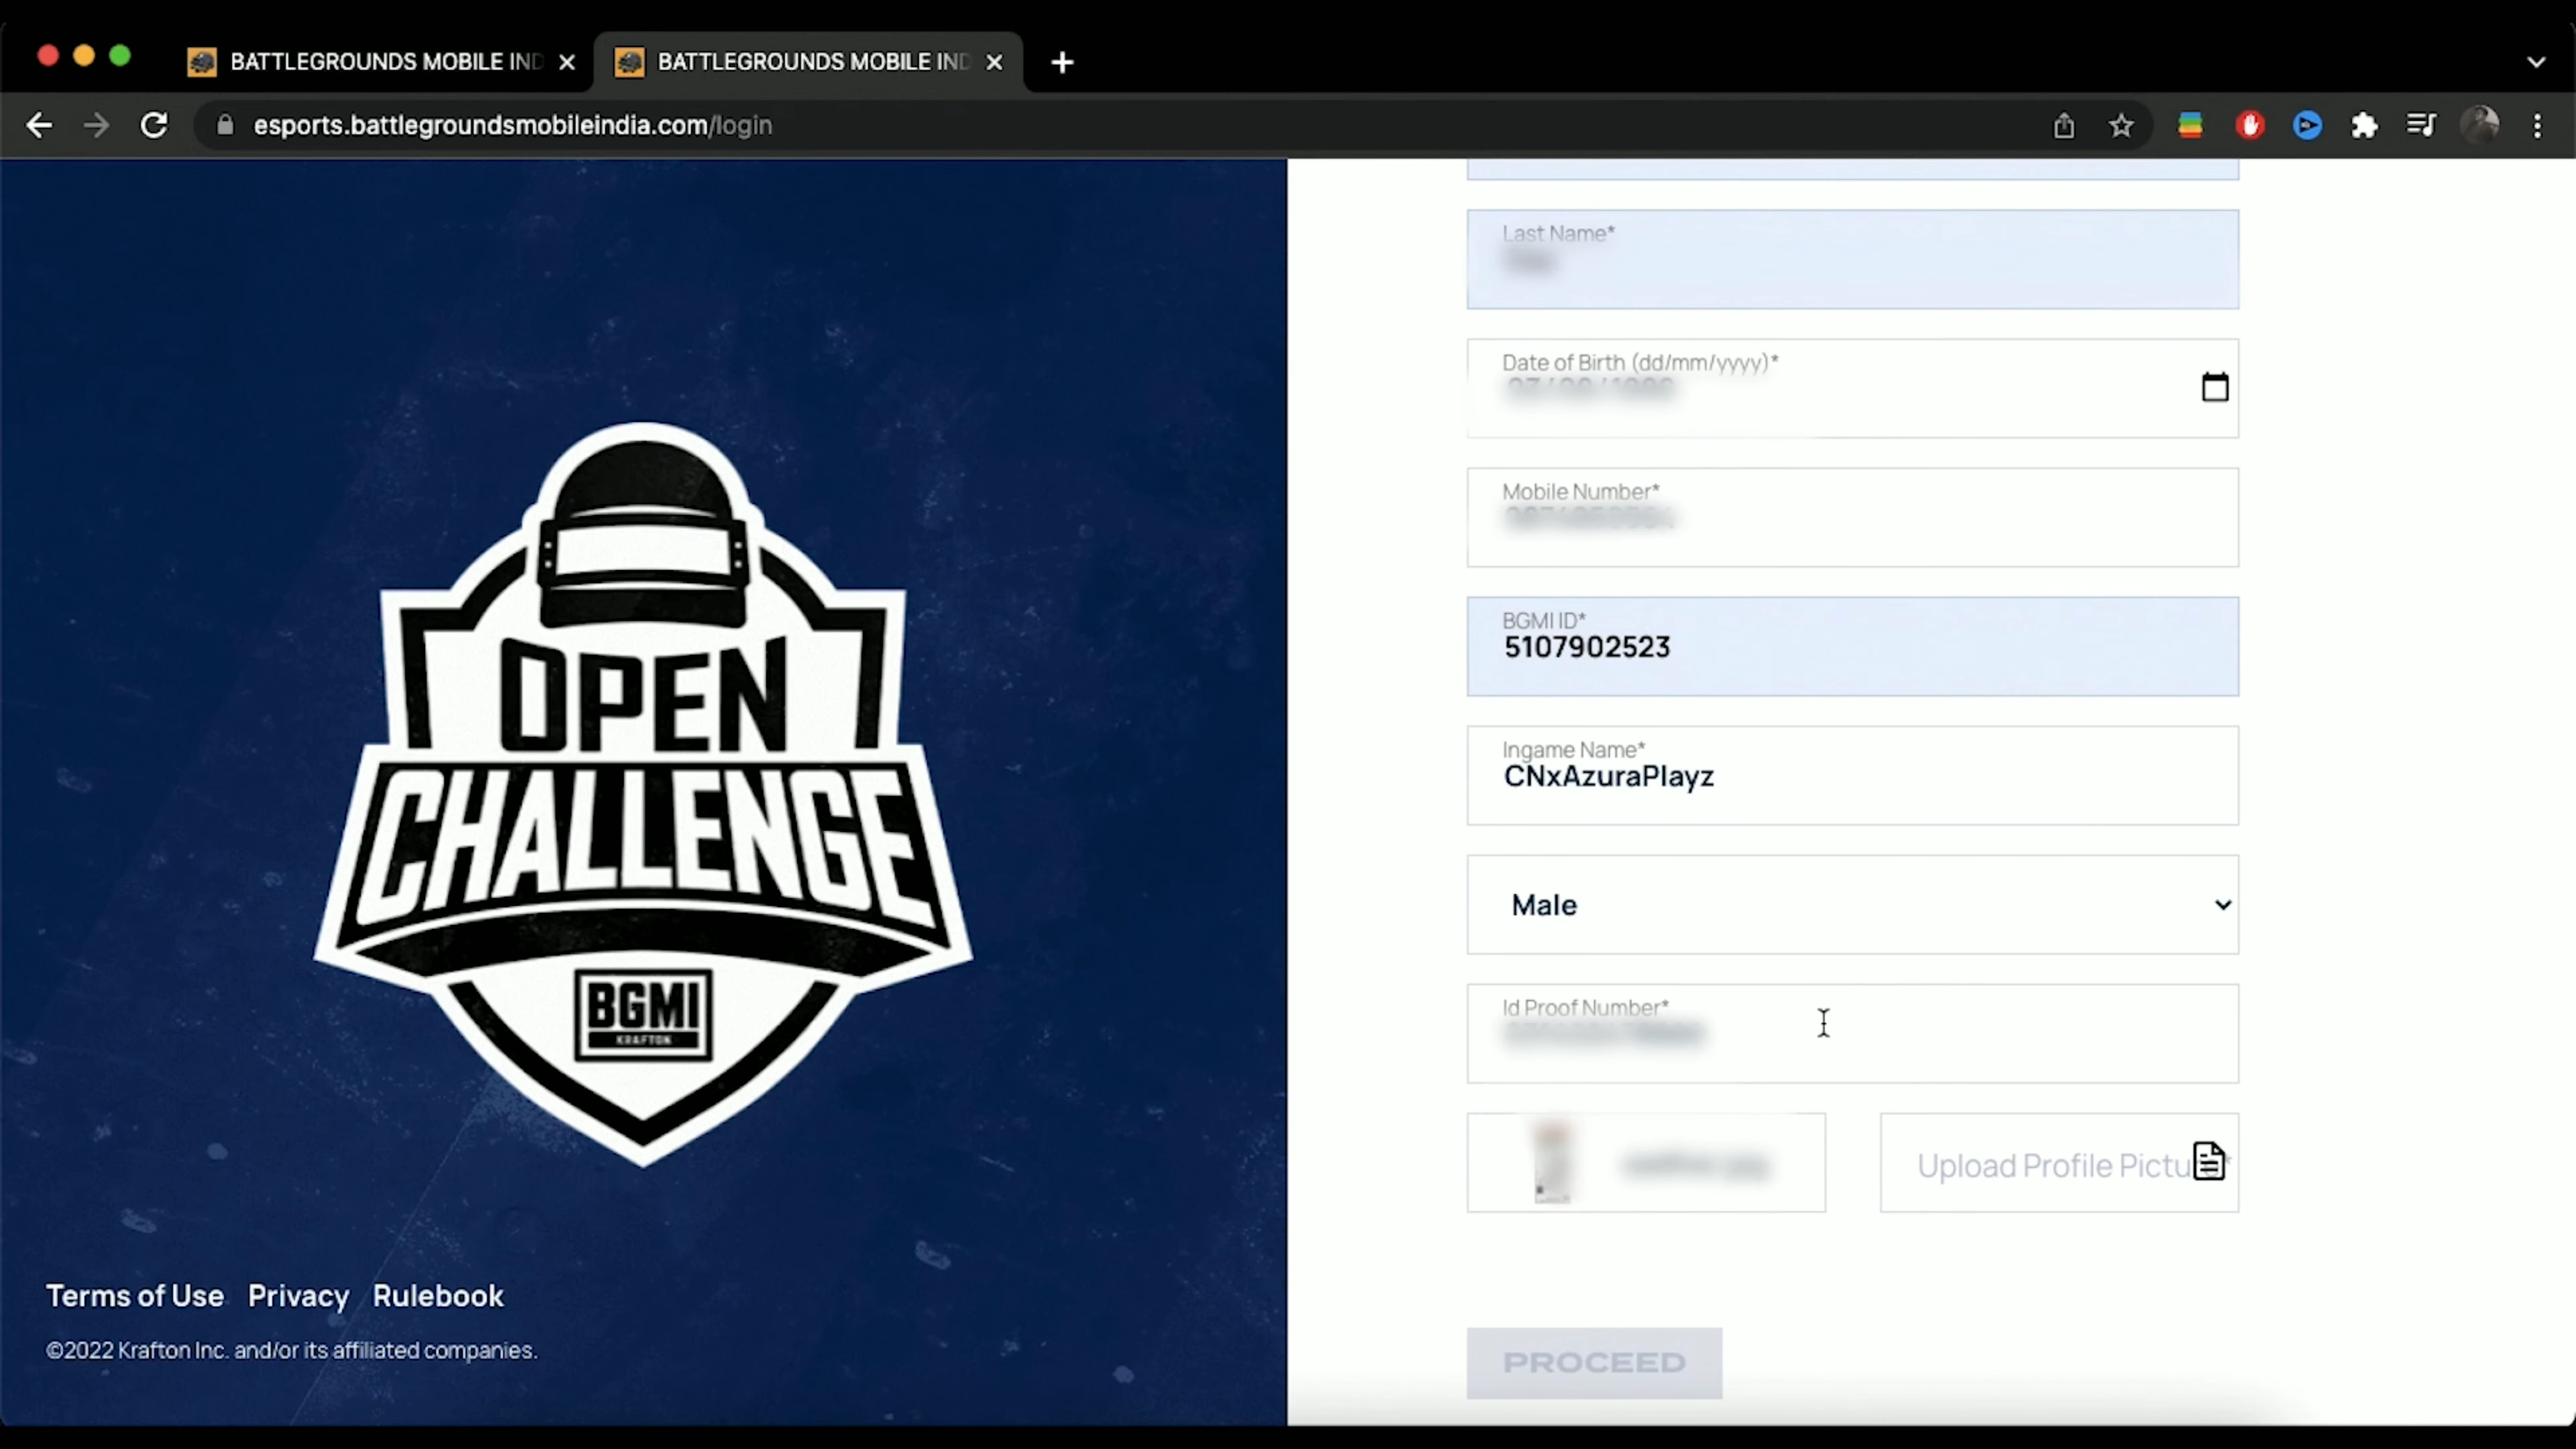 BATTLEGROUNDS MOBILE IND
BATTLEGROUNDS MOBILE IND
esports.battlegroundsmobileindia.com/login
Last Name*
Date of Birth (dd/mm/yyyy)*
Mobile Number*
BGMI ID*
5107902523
Ingame Name*
CNxAzuraPlayz
Male
Id Proof Number*
Upload Profile Pictu
PROCEED
OPEN
CHALLENGE
BGMI
KRAFTON
Terms of Use Privacy Rulebook
©2022 Krafton Inc. and/or its affiliated companies.